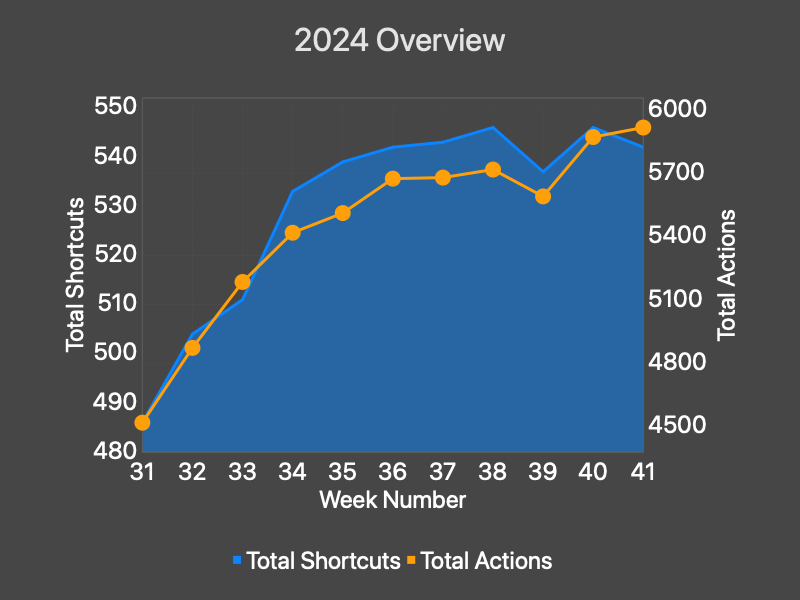 2024 Overview
550
540
530
520
510
500
490
480
Total Shortcuts
6000
5700
5400
5100
4800
4500
Total Actions
31 32 33 34 35 36 37 38 39 40 41
Week Number
Total Shortcuts Total Actions